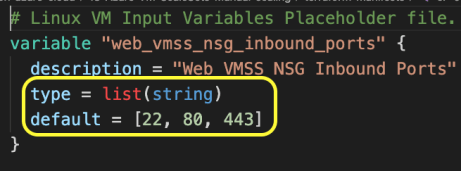 # Linux VM Input Variables Placeholder file.
variable "web_vmss_nsg_inbound_ports" {
description = "Web VMSS NSG Inbound Ports"
type = list(string)
default = [22, 80, 443]
}